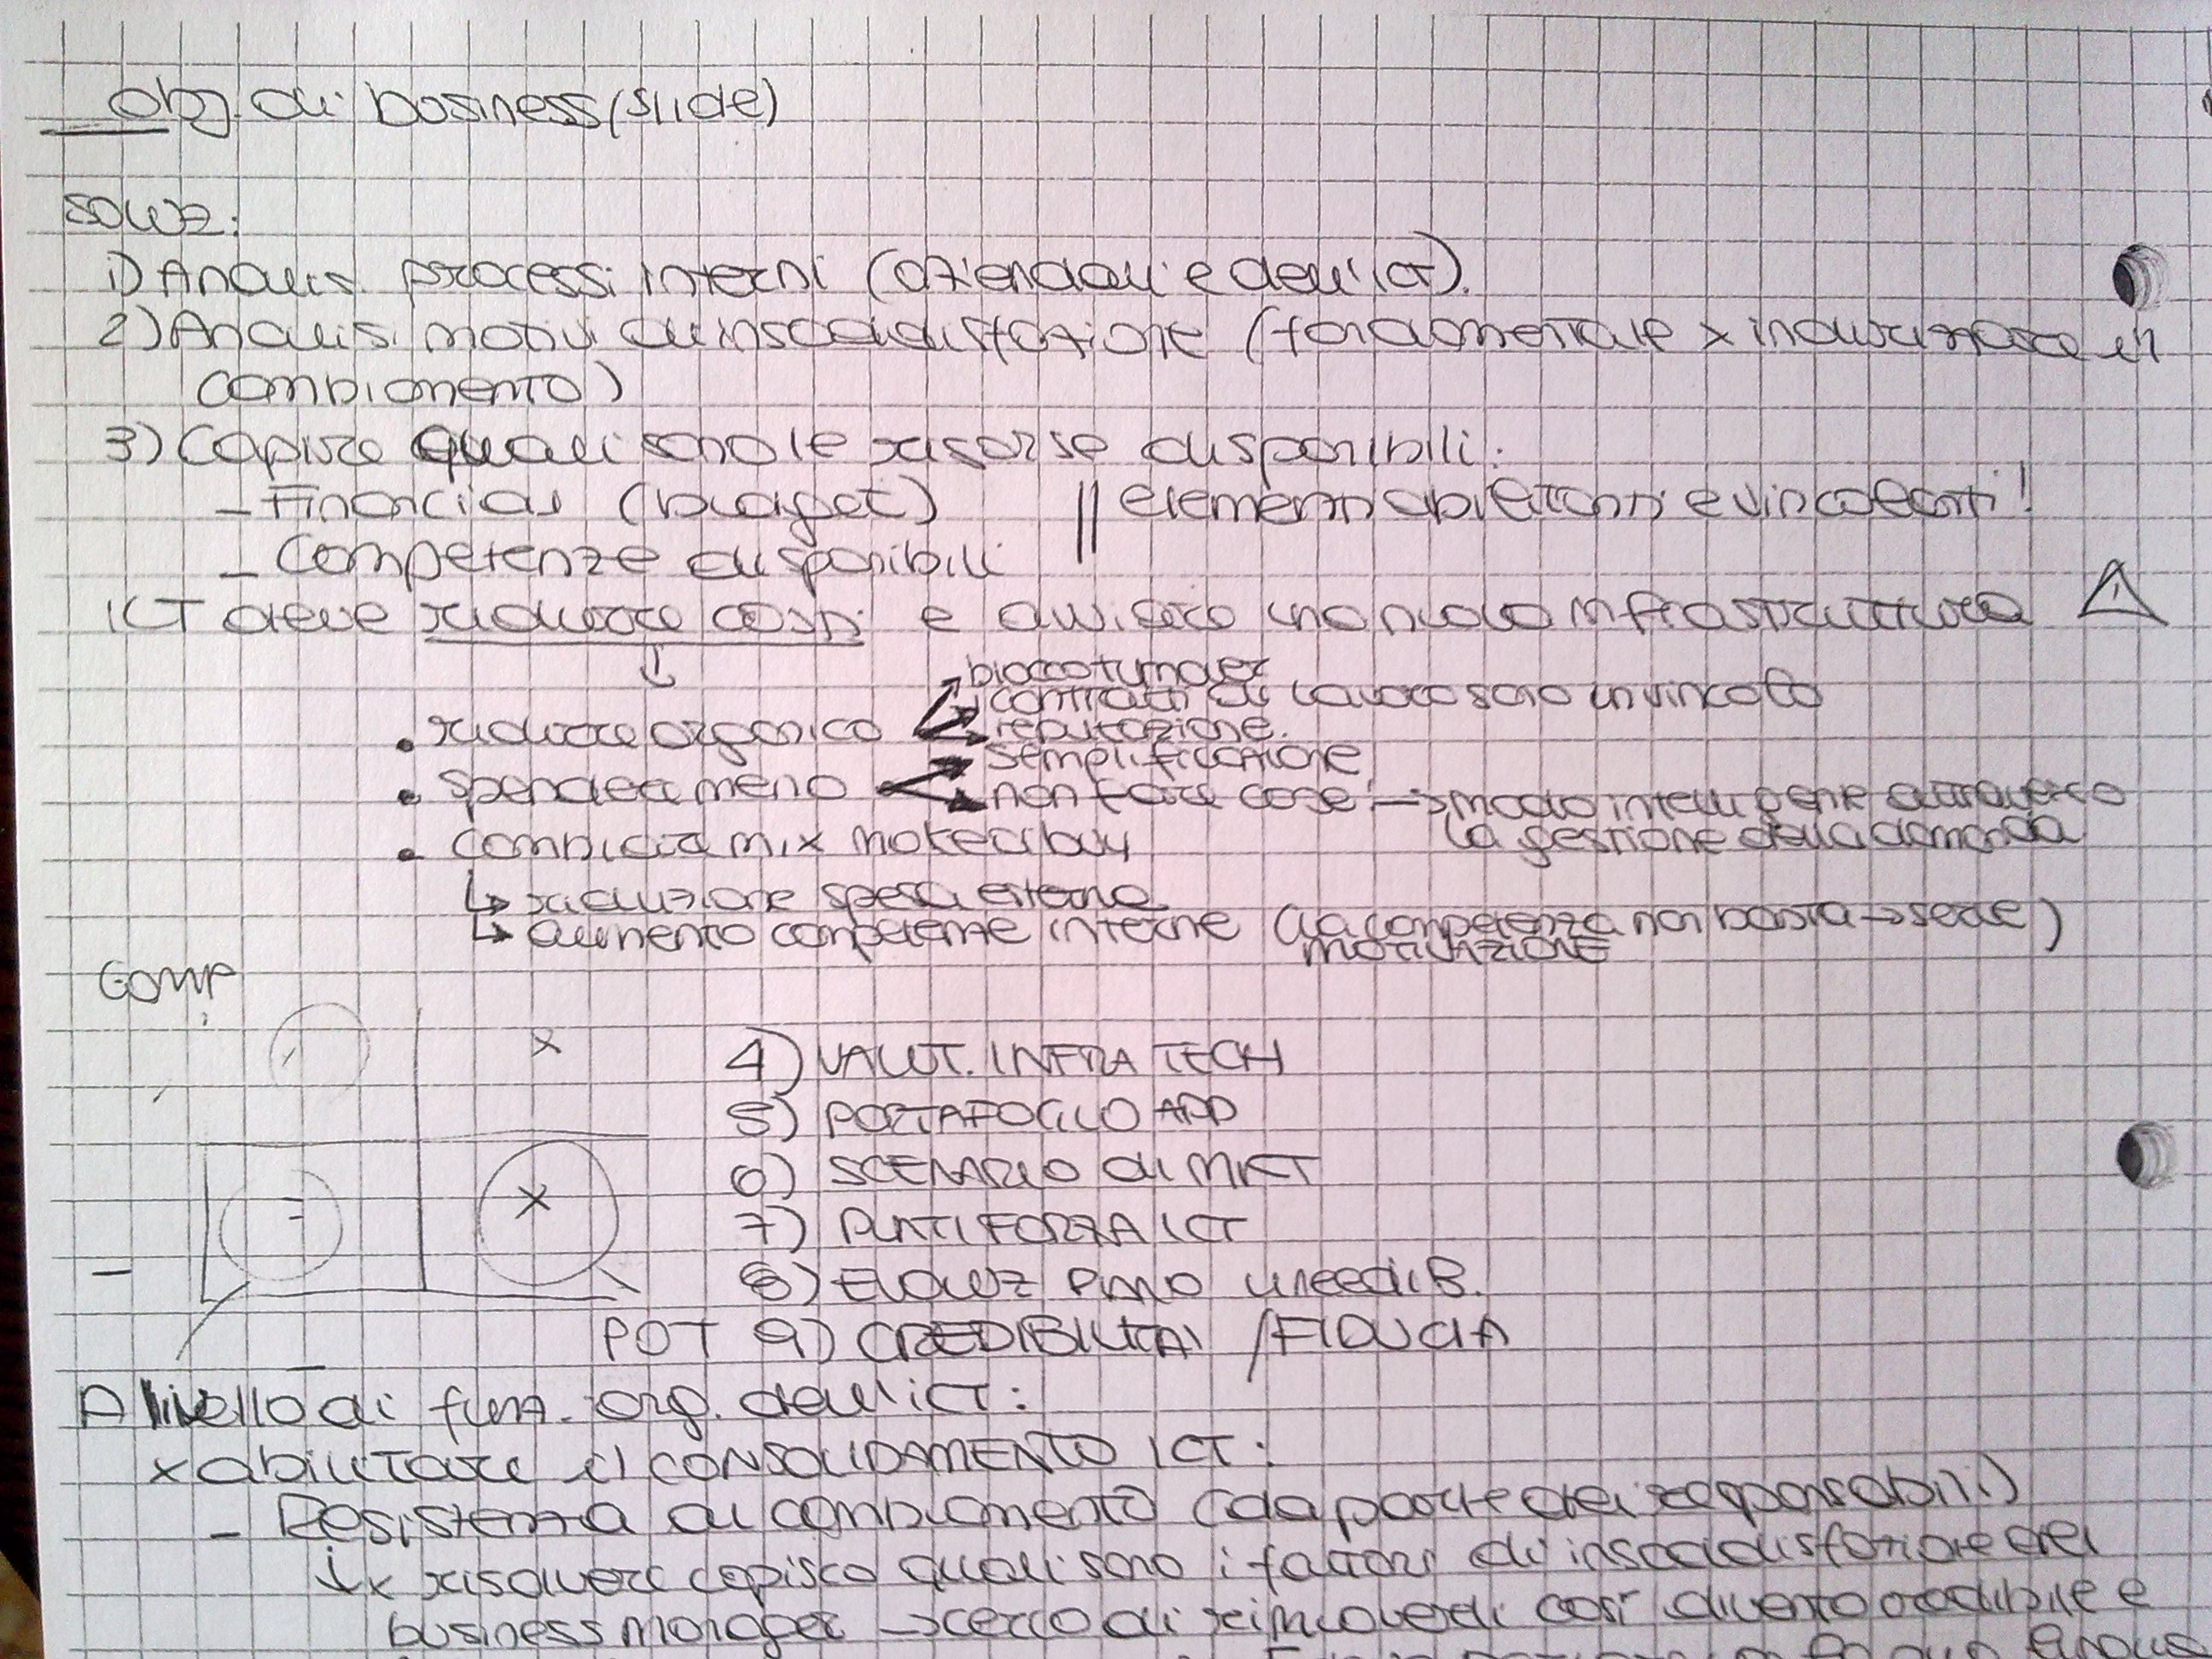 obj. di business (slide)
soluz:
1) Analisi processi interni (aziendali e dell'ICT).
2) Analisi motivi di insoddisfazione (fondamentale x indirizzare il
cambiamento)
3) Capire quali sono le risorse disponibili:
- Financial (budget) || elementi abilitanti e vincolanti!
- Competenze disponibili
ICT deve ridurre costi e avviare una nuova infrastruttura ⚠
↓
blocco turnover
i contratti di lavoro sono un vincolo
• ridurre organico reputazione.
semplificazione
• spendere meno non fare cose! → modo intelligente attraverso
la gestione della domanda
• cambiare mix make or buy
↳ riduzione spesa esterna
↳ aumento competenze interne (la competenza non basta → serve)
MOTIVAZIONE
COMP
4) VALUT. INFRA TECH
5) PORTAFOGLIO APP
6) SCENARIO di MKT
7) PUNTI FORZA ICT
8) EVOLUZ B.
POT 9) CREDIBILITA' / FIDUCIA
A livello di funz. org. dell'ICT:
x abilitare il CONSOLIDAMENTO ICT:
- Resistenza al cambiamento (da parte dei responsabili)
↓ x risolvere capisco quali sono i fattori di insoddisfazione dei
business manager → cerco di rimuoverli così divento credibile e